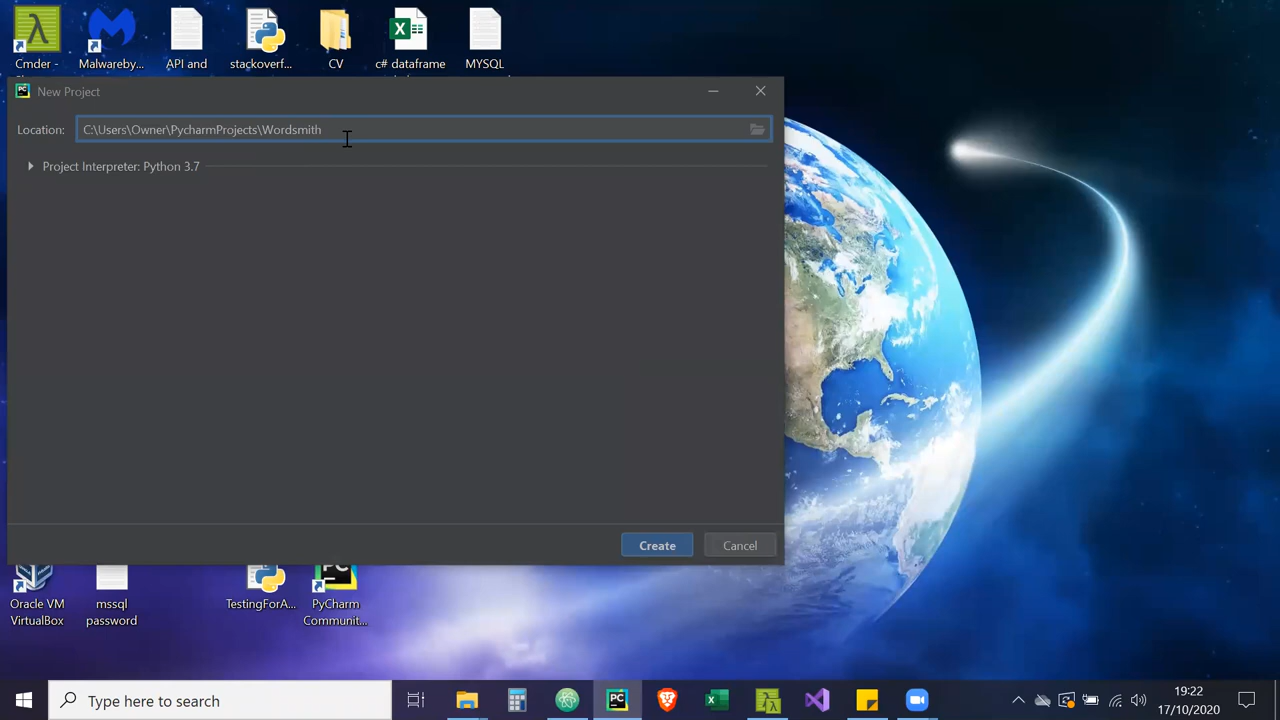 Cmder -
Malwareby...
API and
stackoverf...
CV
c# dataframe
MYSQL
PC
New Project
Location:
C:\Users\Owner\PycharmProjects\Wordsmith
Project Interpreter: Python 3.7
Create
Cancel
Oracle VM
VirtualBox
mssql
password
TestingForA...
PyCharm
Communit...
Type here to search
PC
19:22
17/10/2020